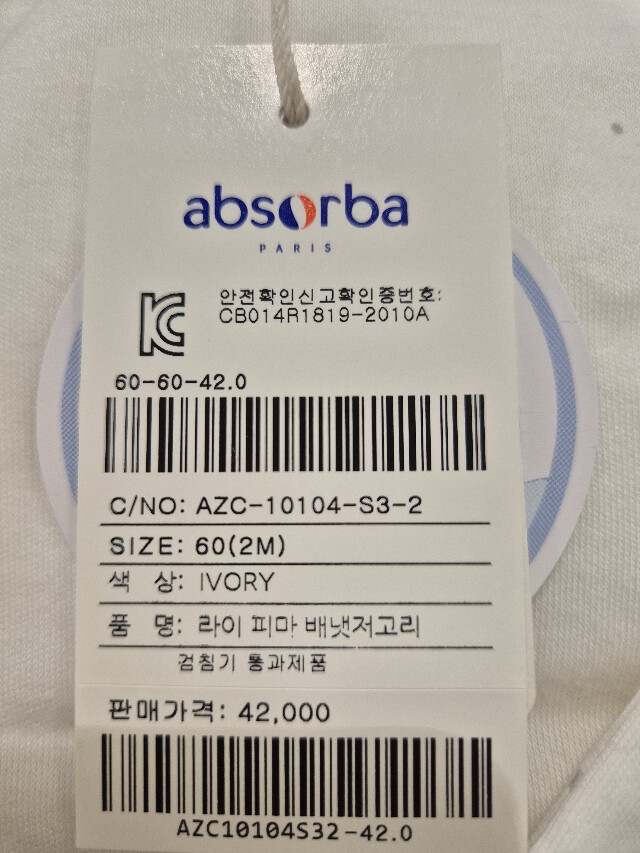 absorba
PARIS
안전확인신고확인증번호:
CB014R1819-2010A
60-60-42.0
C/NO: AZC-10104-S3-2
SIZE: 60(2M)
색 상: IVORY
품 명: 라이 피마 배냇저고리
검침기 통과제품
판매가격: 42,000
AZC10104S32-42.0